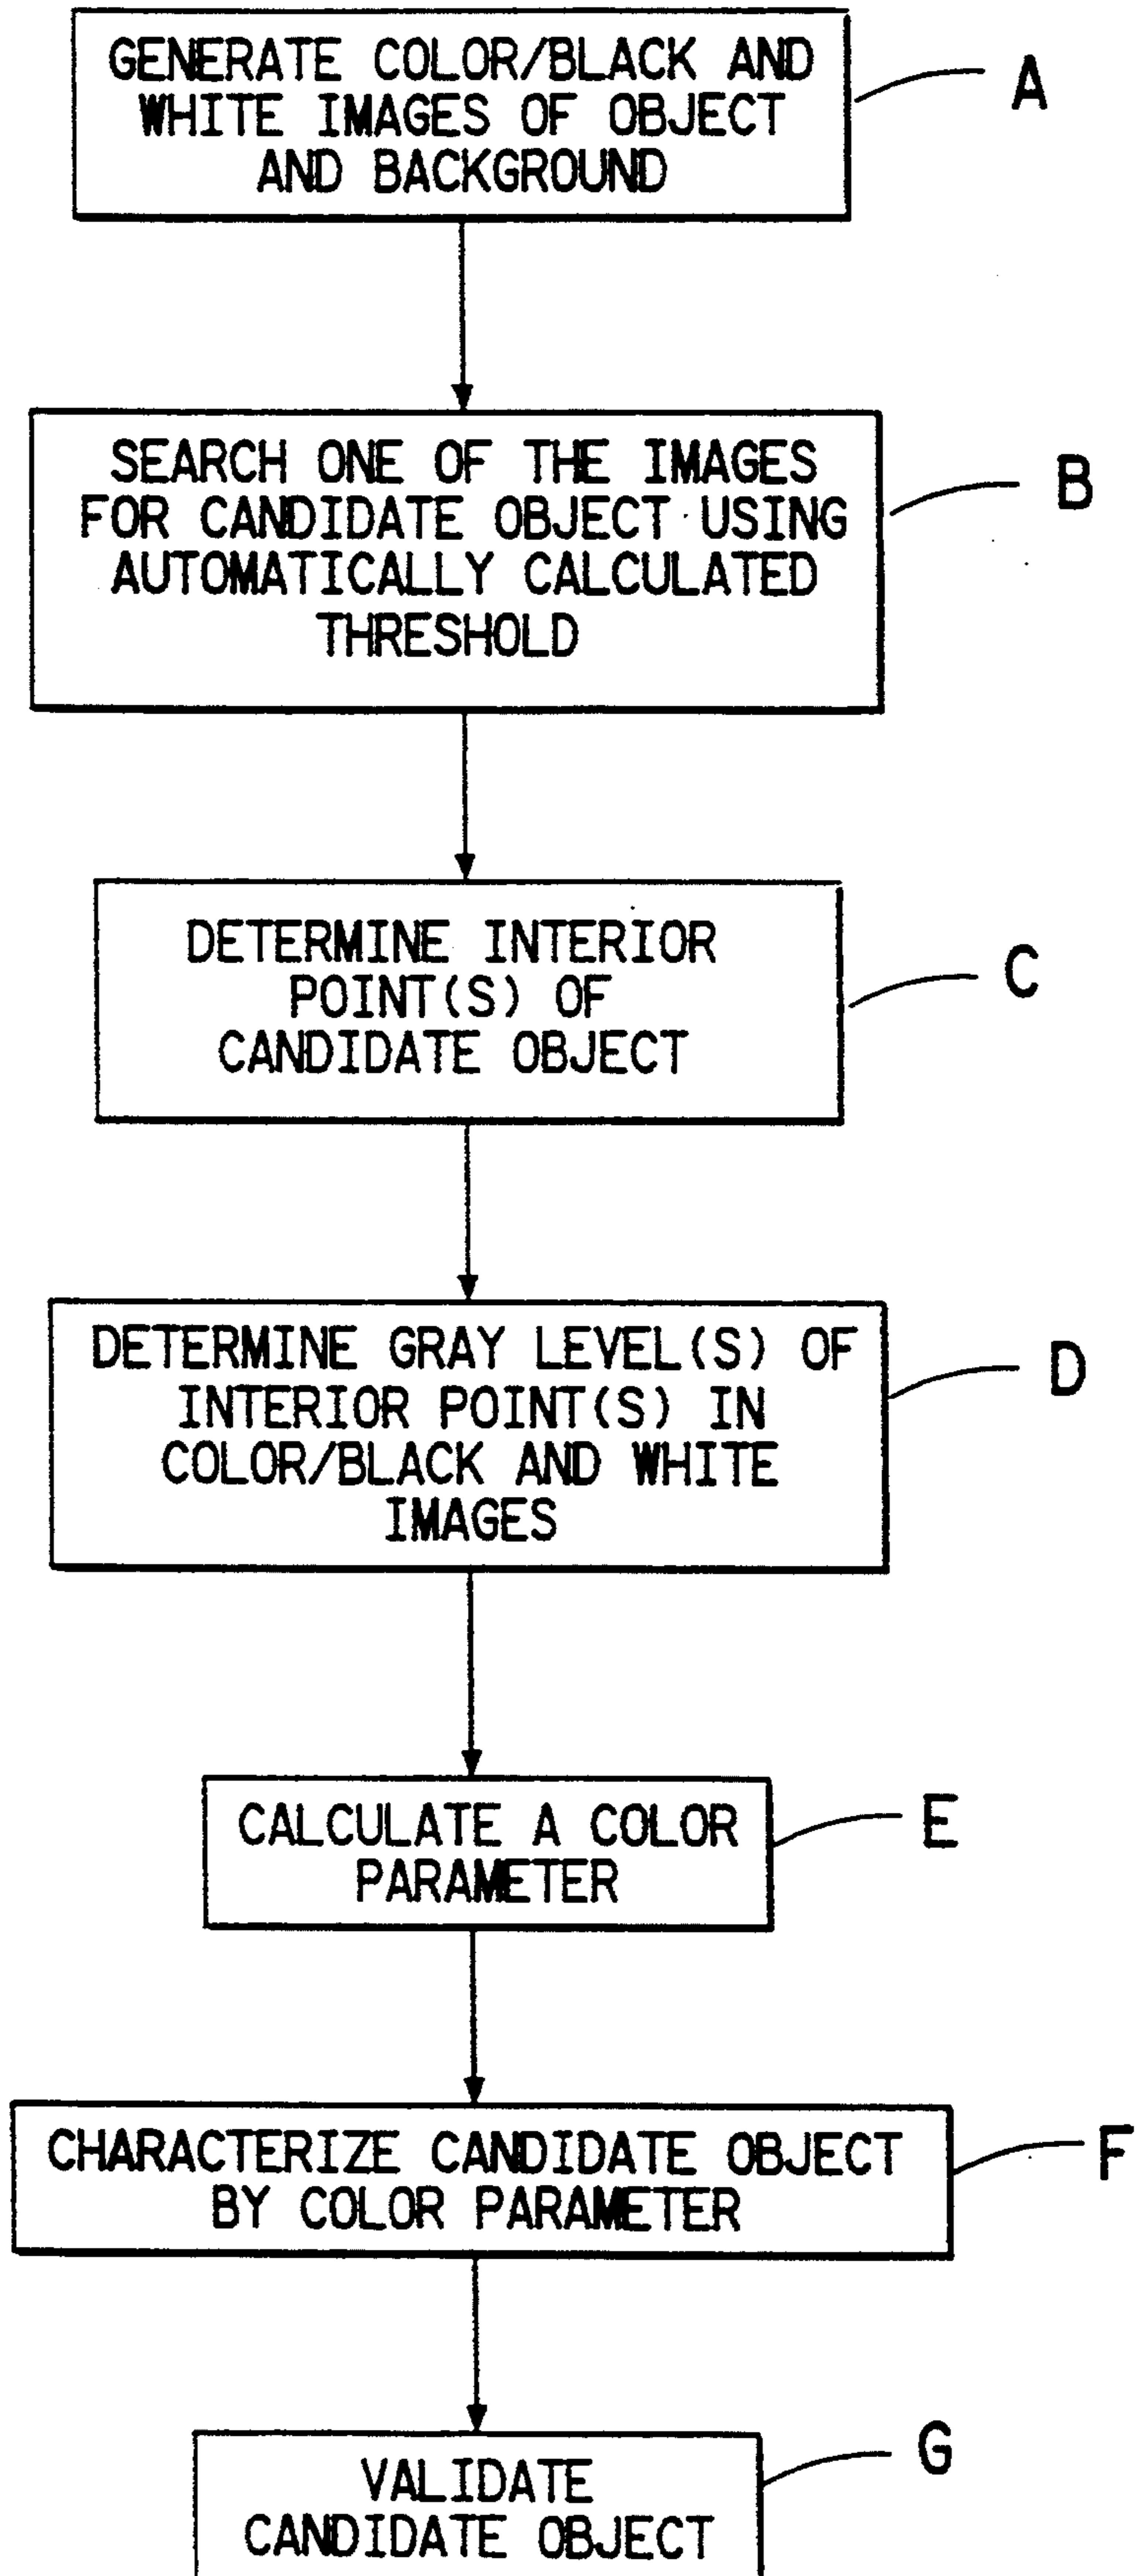 GENERATE COLOR/BLACK AND
WHITE IMAGES OF OBJECT
AND BACKGROUND
A
SEARCH ONE OF THE IMAGES
FOR CANDIDATE OBJECT USING
AUTOMATICALLY CALCULATED
THRESHOLD
B
DETERMINE INTERIOR
POINT(S) OF
CANDIDATE OBJECT
C
DETERMINE GRAY LEVEL(S) OF
INTERIOR POINT(S) IN
COLOR/BLACK AND WHITE
IMAGES
D
CALCULATE A COLOR
PARAMETER
E
CHARACTERIZE CANDIDATE OBJECT
BY COLOR PARAMETER
F
VALIDATE
CANDIDATE OBJECT
G